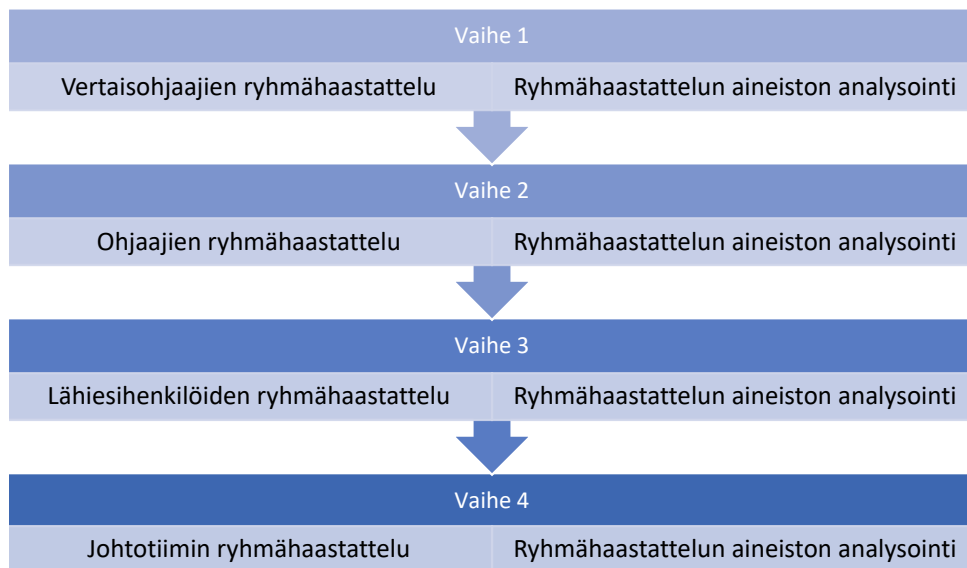 Vaihe 1
Vertaisohjaajien ryhmähaastattelu
Ryhmähaastattelun aineiston analysointi
Vaihe 2
Ohjaajien ryhmähaastattelu
Ryhmähaastattelun aineiston analysointi
Vaihe 3
Lähiesihenkilöiden ryhmähaastattelu
Ryhmähaastattelun aineiston analysointi
Vaihe 4
Johtotiimin ryhmähaastattelu
Ryhmähaastattelun aineiston analysointi